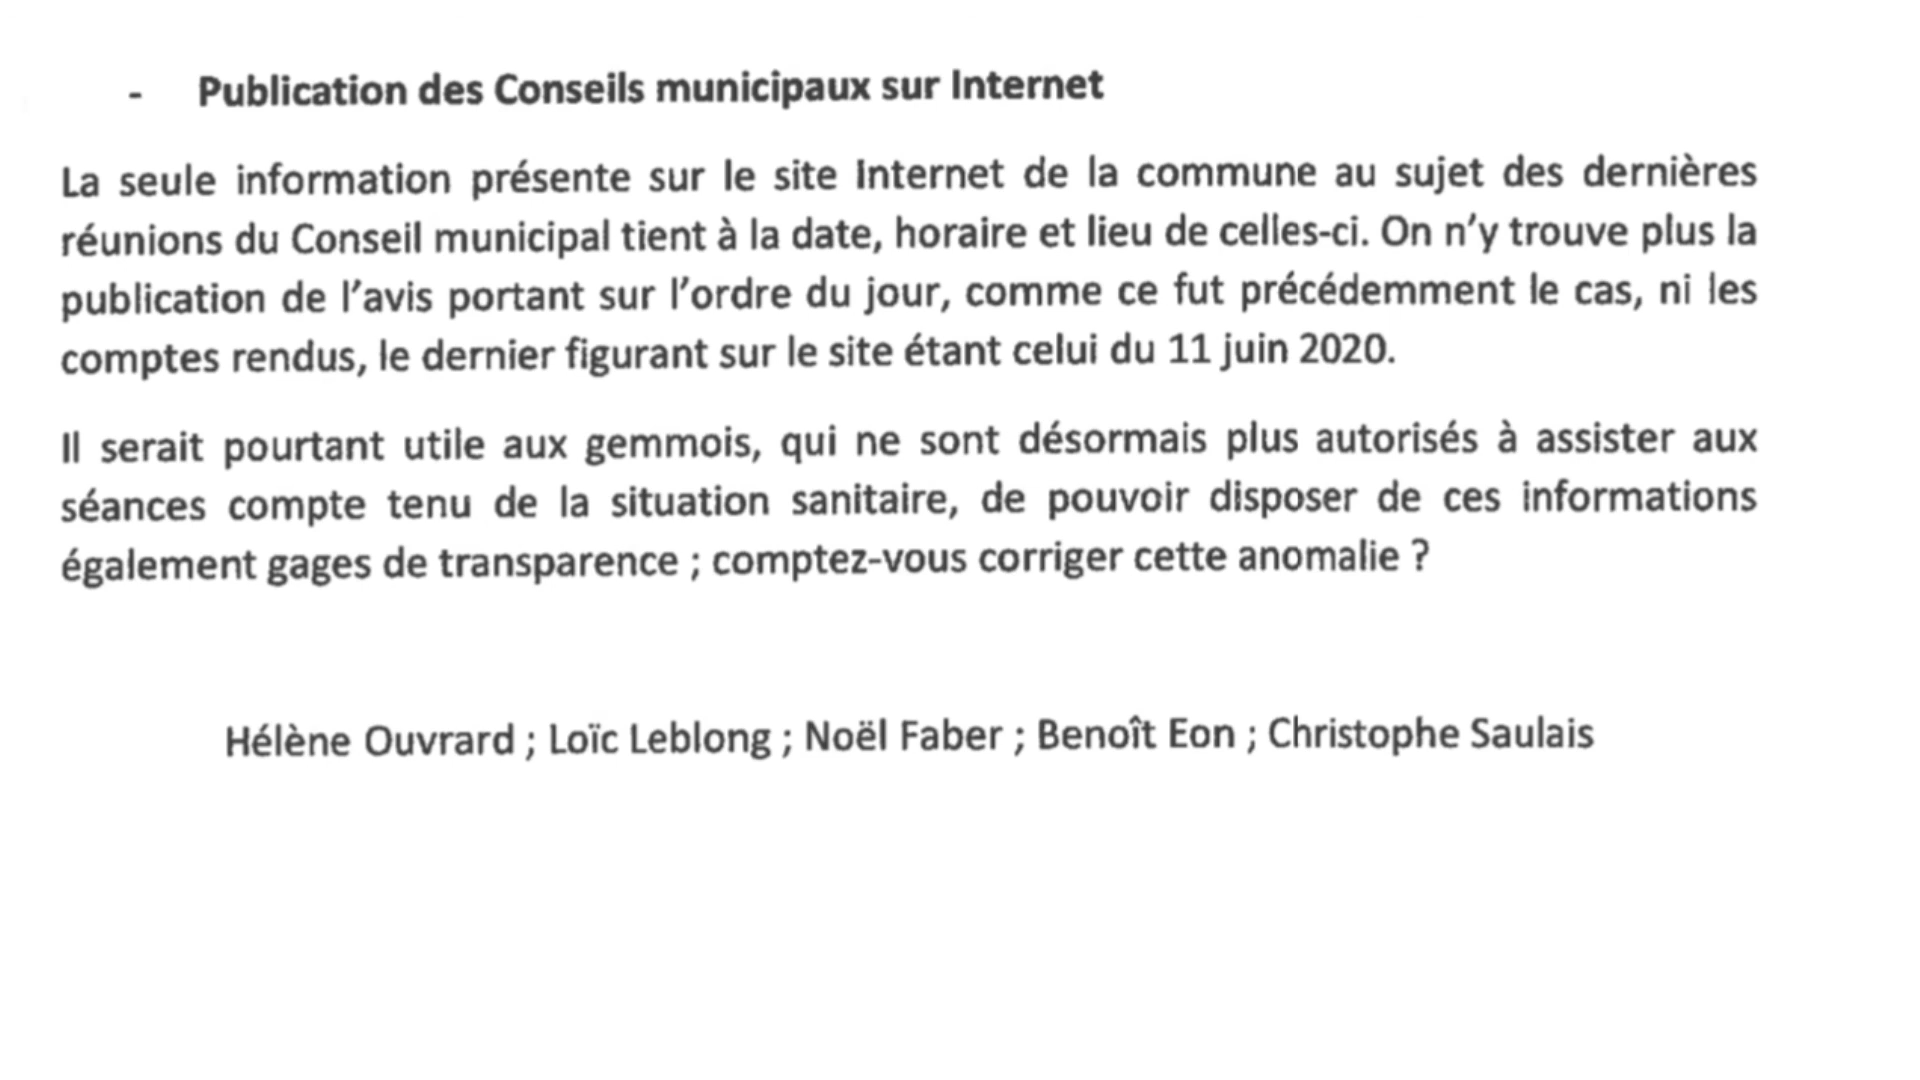 - Publication des Conseils municipaux sur Internet
La seule information présente sur le site Internet de la commune au sujet des dernières
réunions du Conseil municipal tient à la date, horaire et lieu de celles-ci. On n’y trouve plus la
publication de l’avis portant sur l’ordre du jour, comme ce fut précédemment le cas, ni les
comptes rendus, le dernier figurant sur le site étant celui du 11 juin 2020.
Il serait pourtant utile aux gemmois, qui ne sont désormais plus autorisés à assister aux
séances compte tenu de la situation sanitaire, de pouvoir disposer de ces informations
également gages de transparence ; comptez-vous corriger cette anomalie ?
Hélène Ouvrard ; Loïc Leblong ; Noël Faber ; Benoît Eon ; Christophe Saulais